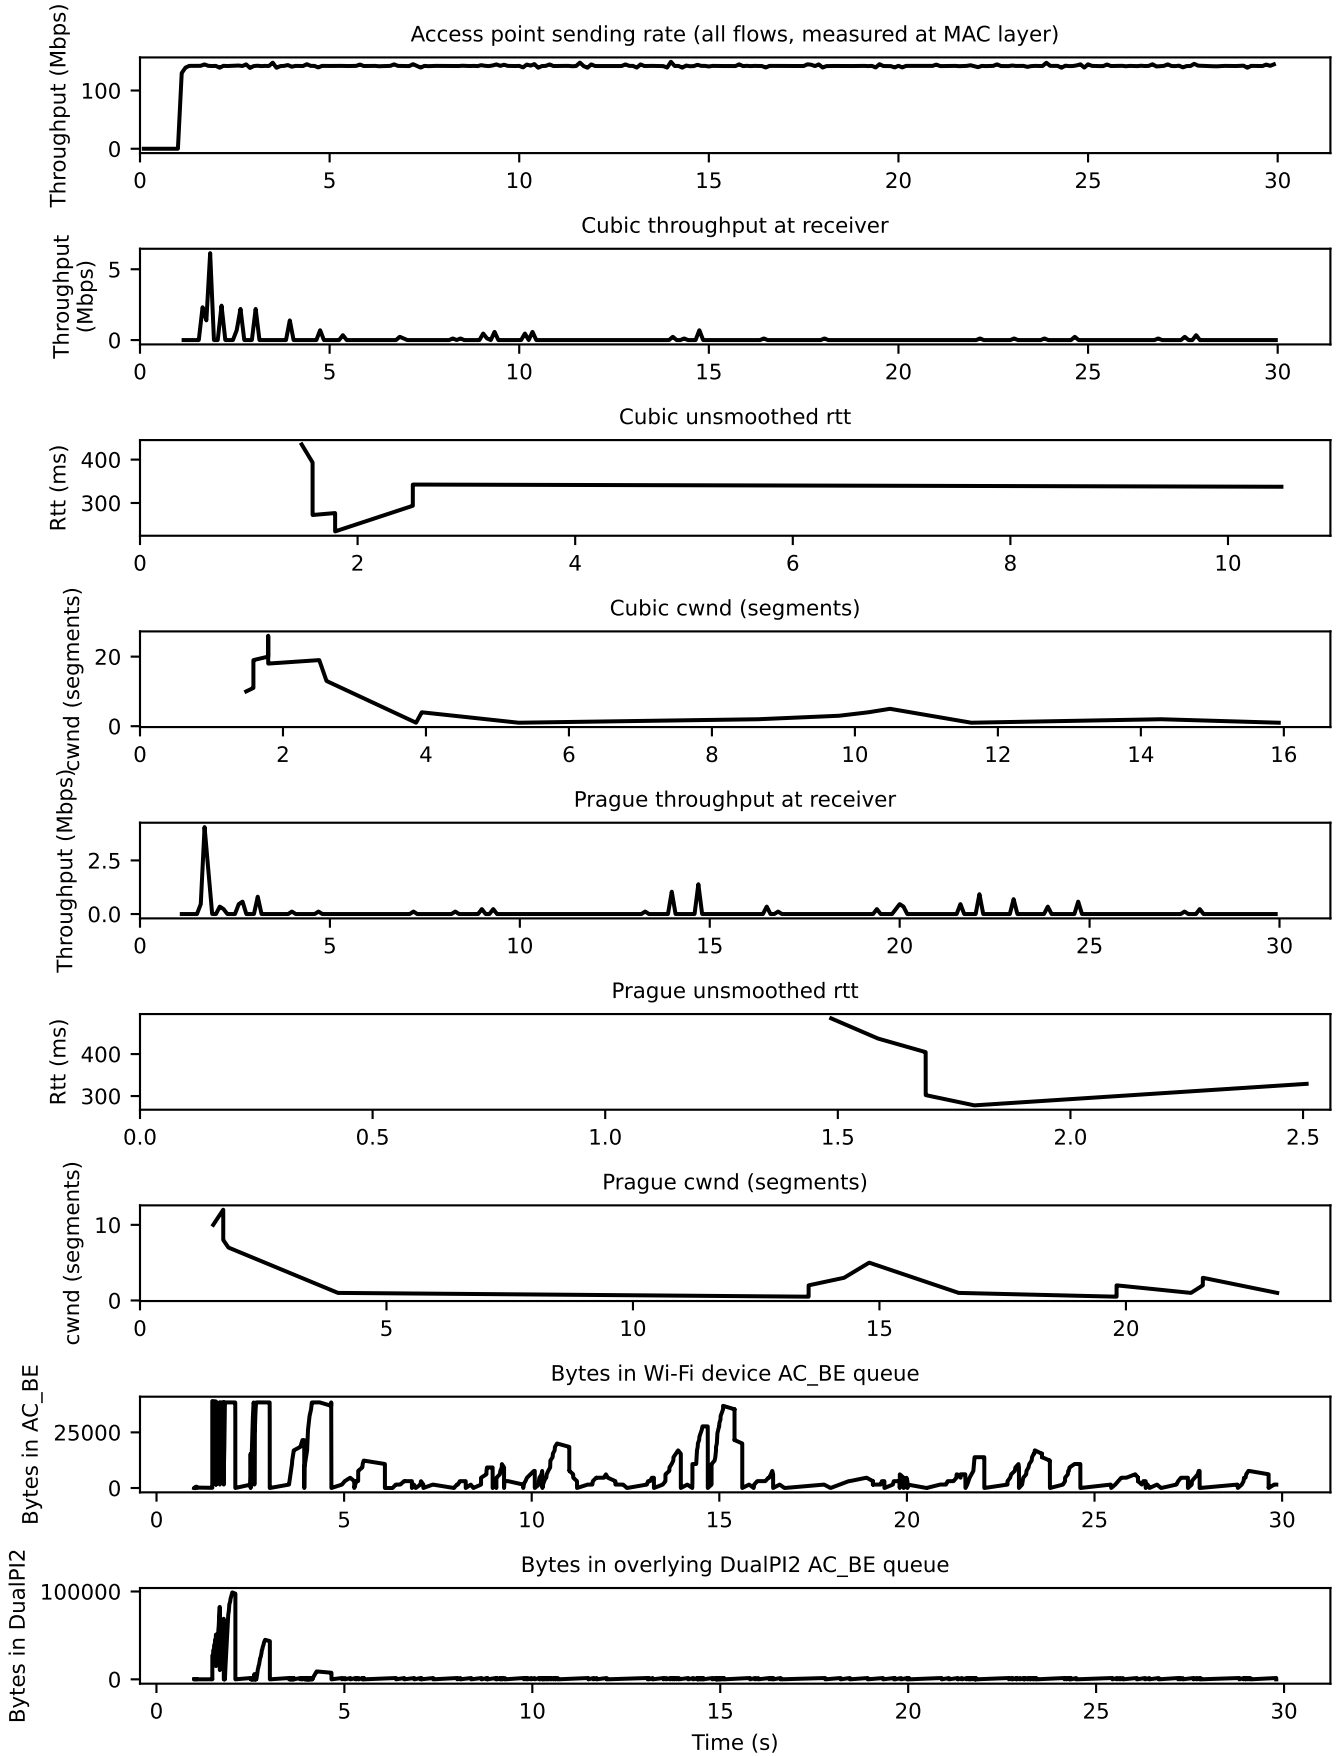 Access point sending rate (all flows, measured at MAC layer)
Throughput (Mbps)
100
0
0 5 10 15 20 25 30
Cubic throughput at receiver
Throughput
(Mbps)
5
0
0 5 10 15 20 25 30
Cubic unsmoothed rtt
Rtt (ms)
400
300
0 2 4 6 8 10
Cubic cwnd (segments)
cwnd (segments)
20
0
0 2 4 6 8 10 12 14 16
Prague throughput at receiver
Throughput (Mbps)
2.5
0.0
0 5 10 15 20 25 30
Prague unsmoothed rtt
Rtt (ms)
400
300
0.0 0.5 1.0 1.5 2.0 2.5
Prague cwnd (segments)
cwnd (segments)
10
0
0 5 10 15 20
Bytes in Wi-Fi device AC_BE queue
Bytes in AC_BE
25000
0
0 5 10 15 20 25 30
Bytes in overlying DualPI2 AC_BE queue
Bytes in DualPI2
100000
0
0 5 10 15 20 25 30
Time (s)